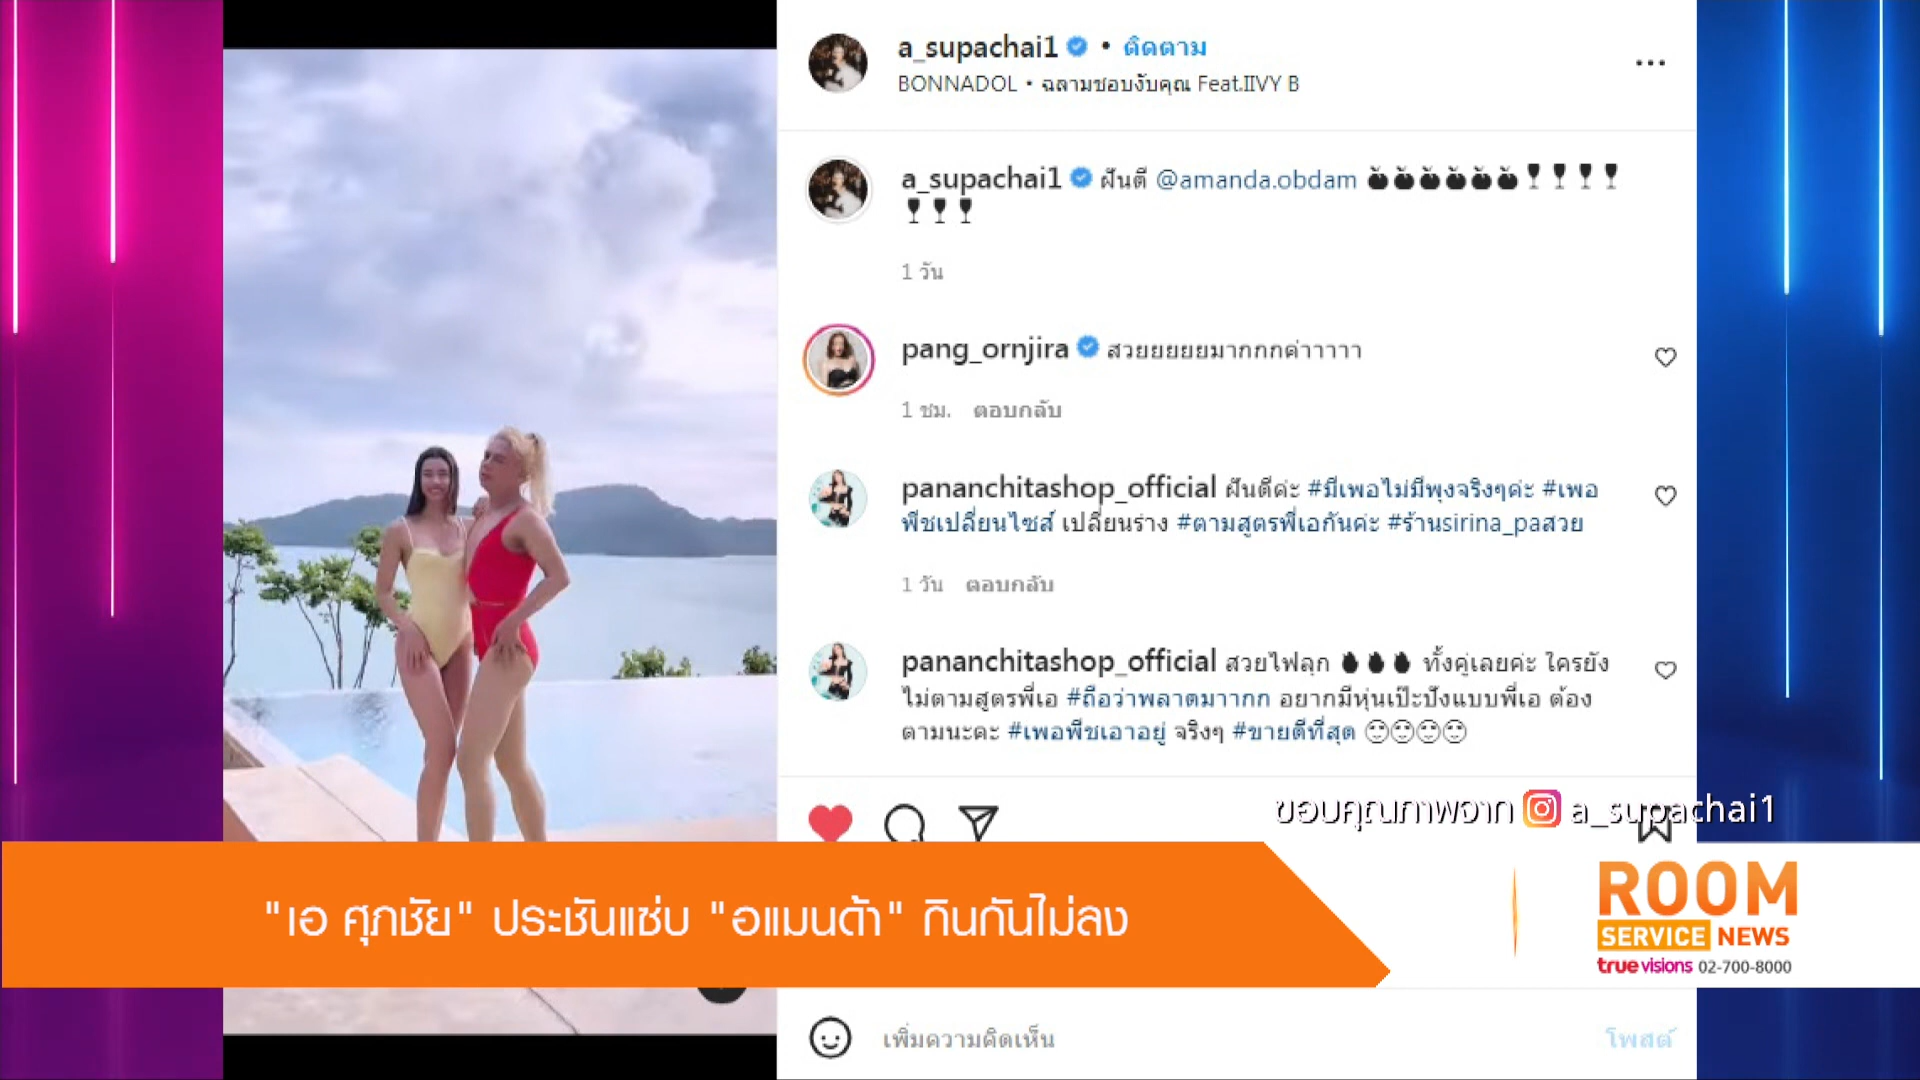 a_supachai1 • ติดตาม
BONNADOL • ฉลามชอบงับคุณ Feat.IIVY B
a_supachai1 ฝันดี @amanda.obdam
1 วัน
pang_ornjira สวยยยยยมากกกค่าาาาา
1 ชม. ตอบกลับ
pananchitashop_official ฝันดีค่ะ #มีเพอไม่มีพุงจริงๆค่ะ #เพอ
พีชเปลี่ยนไซส์ เปลี่ยนร่าง #ตามสูตรพี่เอกันค่ะ #ร้านsirina_paสวย
1 วัน ตอบกลับ
pananchitashop_official สวยไฟลุก ทั้งคู่เลยค่ะ ใครยัง
ไม่ตามสูตรพี่เอ #ถือว่าพลาดมาากก อยากมีหุ่นเป๊ะปังแบบพี่เอ ต้อง
ตามนะคะ #เพอพีชเอาอยู่ จริงๆ #ขายดีที่สุด
ขอบคุณภาพจาก a_supachai1
"เอ ศุภชัย" ประชันแซ่บ "อแมนด้า" กินกันไม่ลง
ROOM
SERVICE NEWS
truevisions 02-700-8000
เพิ่มความคิดเห็น
โพสต์